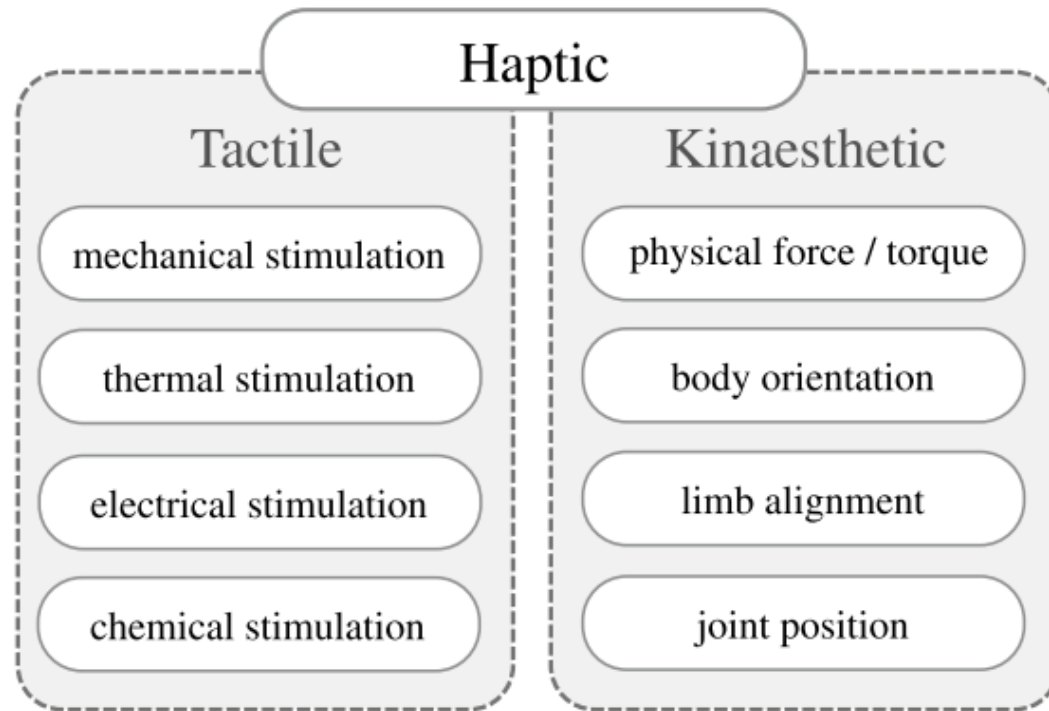 Haptic
Tactile
mechanical stimulation
thermal stimulation
electrical stimulation
chemical stimulation
Kinaesthetic
physical force / torque
body orientation
limb alignment
joint position